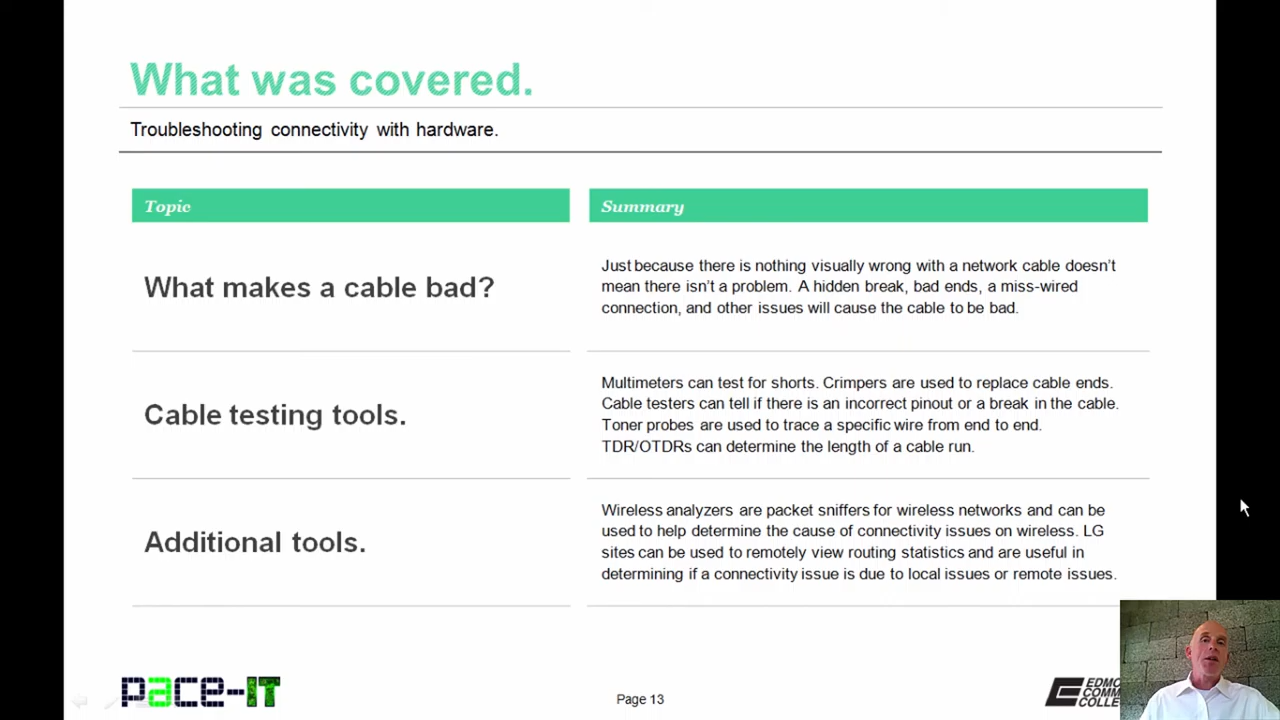 What was covered.
Troubleshooting connectivity with hardware.
Topic
Summary
What makes a cable bad?
Just because there is nothing visually wrong with a network cable doesn't
mean there isn't a problem. A hidden break, bad ends, a miss-wired
connection, and other issues will cause the cable to be bad.
Cable testing tools.
Multimeters can test for shorts. Crimpers are used to replace cable ends.
Cable testers can tell if there is an incorrect pinout or a break in the cable.
Toner probes are used to trace a specific wire from end to end.
TDR/OTDRs can determine the length of a cable run.
Additional tools.
Wireless analyzers are packet sniffers for wireless networks and can be
used to help determine the cause of connectivity issues on wireless. LG
sites can be used to remotely view routing statistics and are useful in
determining if a connectivity issue is due to local issues or remote issues.
pace-IT
Page 13